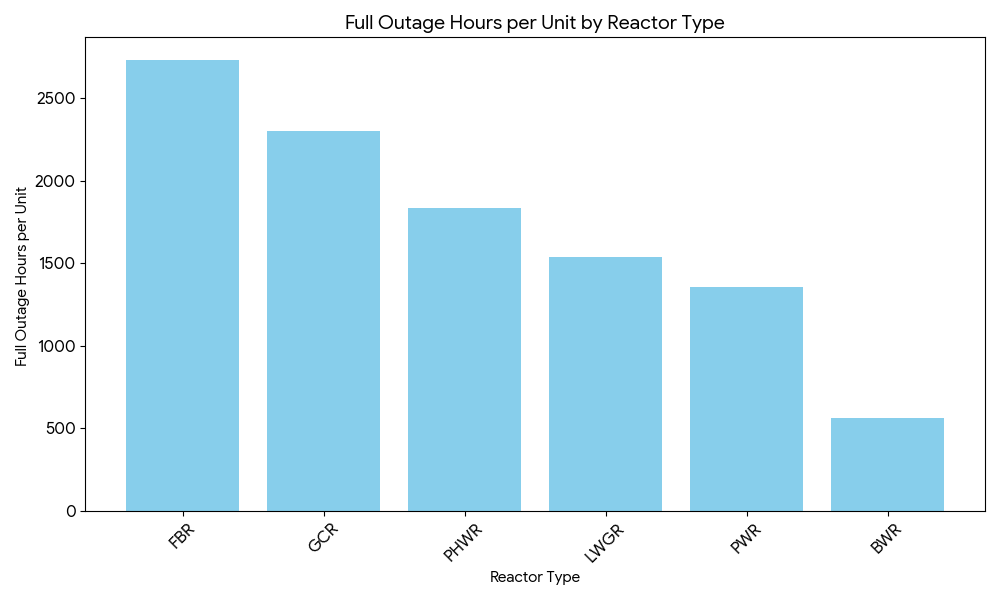 Full Outage Hours per Unit by Reactor Type
Full Outage Hours per Unit
2500
2000
1500
1000
500
0
FBR
GCR
PHWR
LWGR
PWR
BWR
Reactor Type